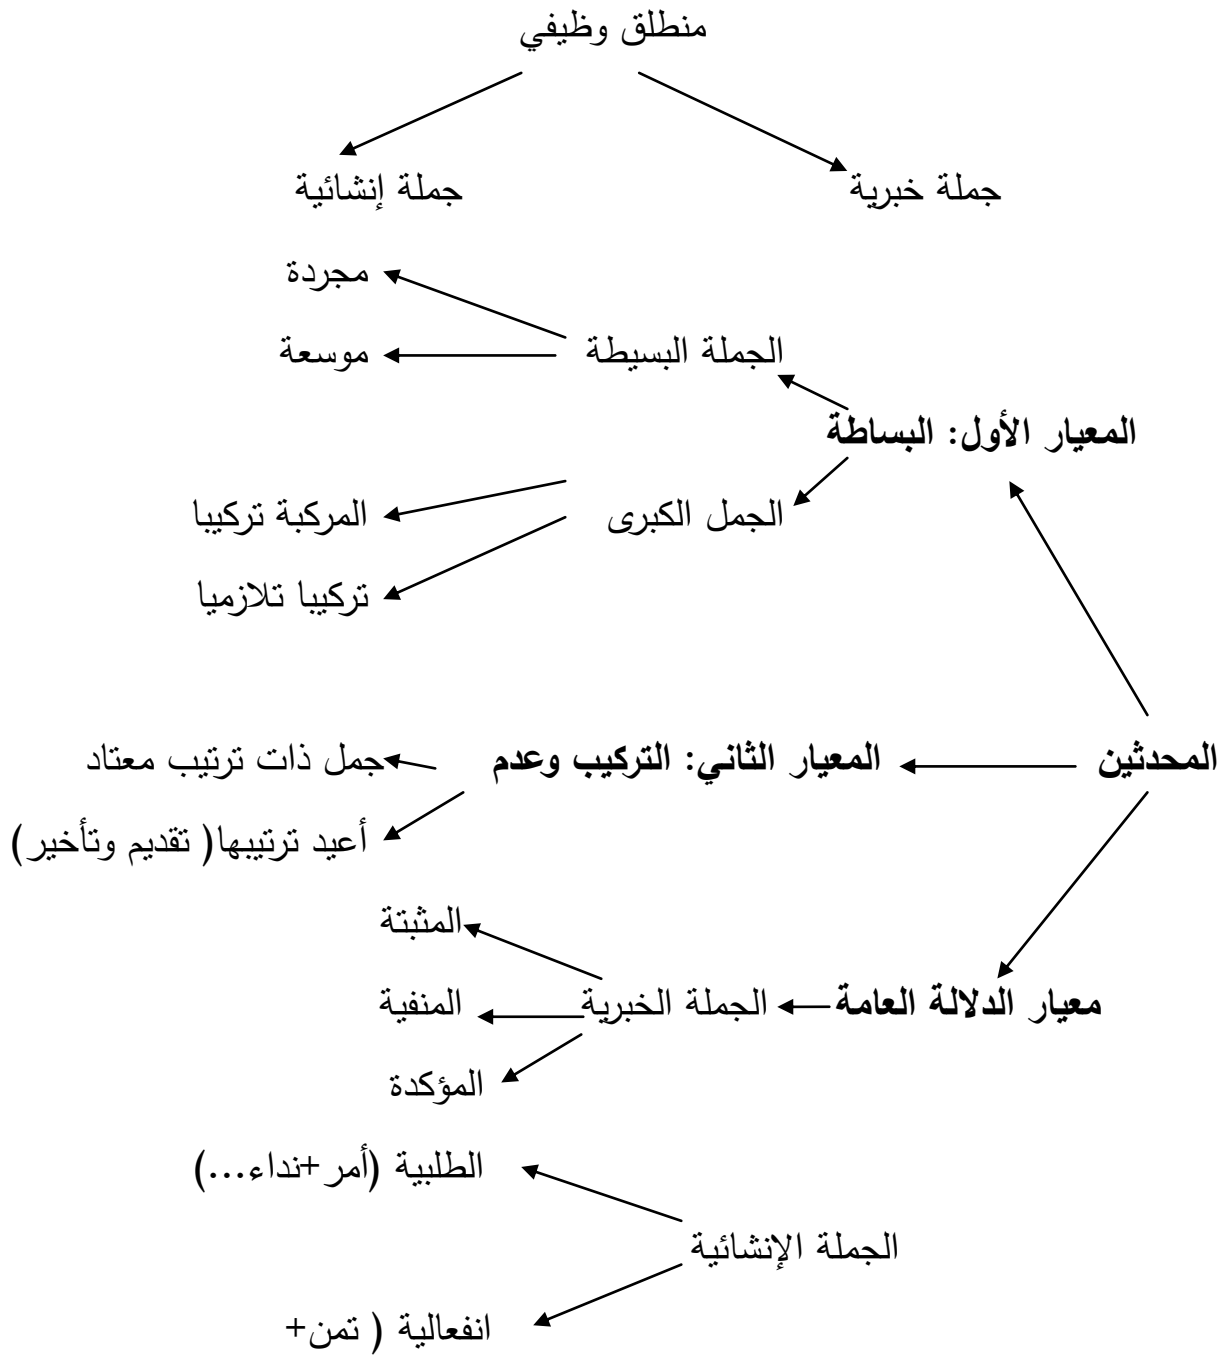 منطلق وظيفي
جملة خبرية
جملة إنشائية
مجردة
الجملة البسيطة
موسعة
المعيار الأول: البساطة
الجمل الكبرى
المركبة تركيبا
تركيبا تلازميا
المحدثين
المعيار الثاني: التركيب وعدم
جمل ذات ترتيب معتاد
أعيد ترتيبها( تقديم وتأخير)
المثبتة
معيار الدلالة العامة
الجملة الخبرية
المنفية
المؤكدة
الطلبية (أمر+نداء...)
الجملة الإنشائية
انفعالية ( تمن+